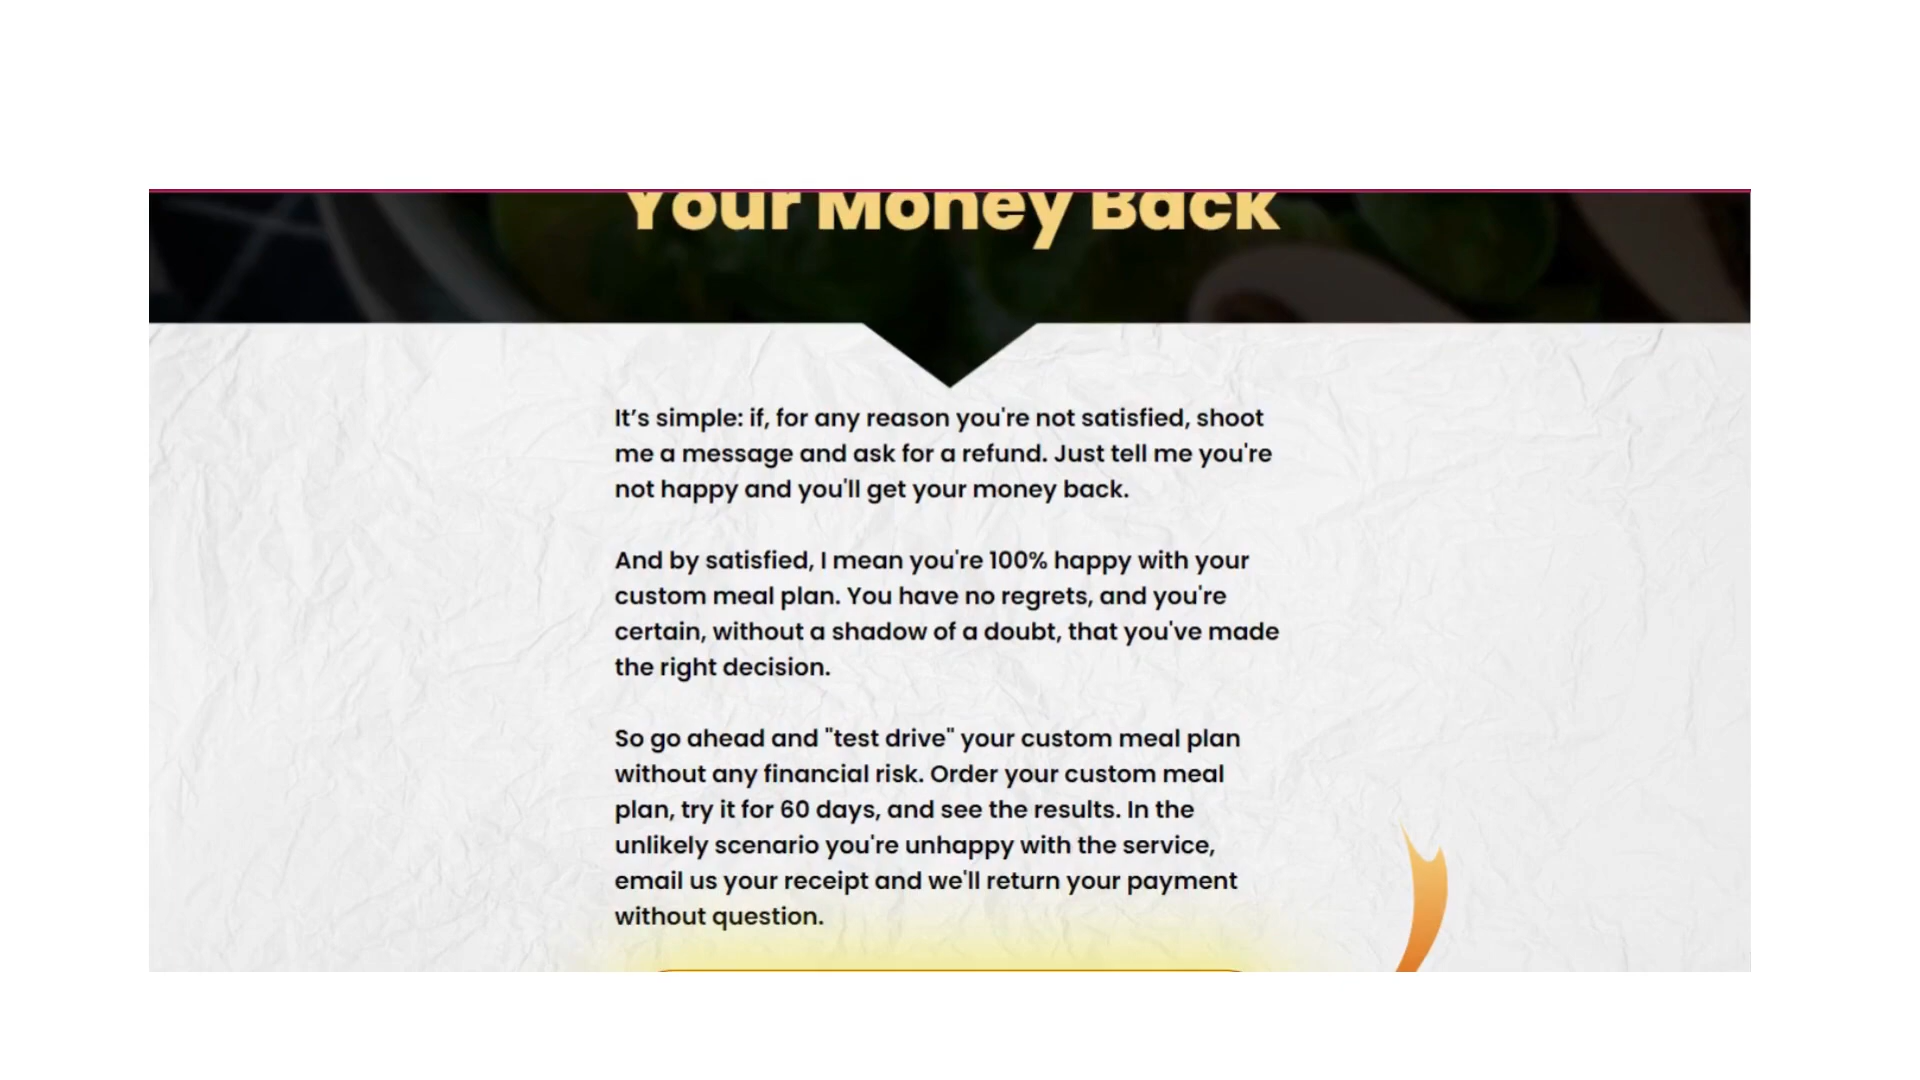 Your Money Back
It’s simple: if, for any reason you're not satisfied, shoot
me a message and ask for a refund. Just tell me you're
not happy and you'll get your money back.
And by satisfied, I mean you're 100% happy with your
custom meal plan. You have no regrets, and you're
certain, without a shadow of a doubt, that you've made
the right decision.
So go ahead and "test drive" your custom meal plan
without any financial risk. Order your custom meal
plan, try it for 60 days, and see the results. In the
unlikely scenario you're unhappy with the service,
email us your receipt and we'll return your payment
without question.